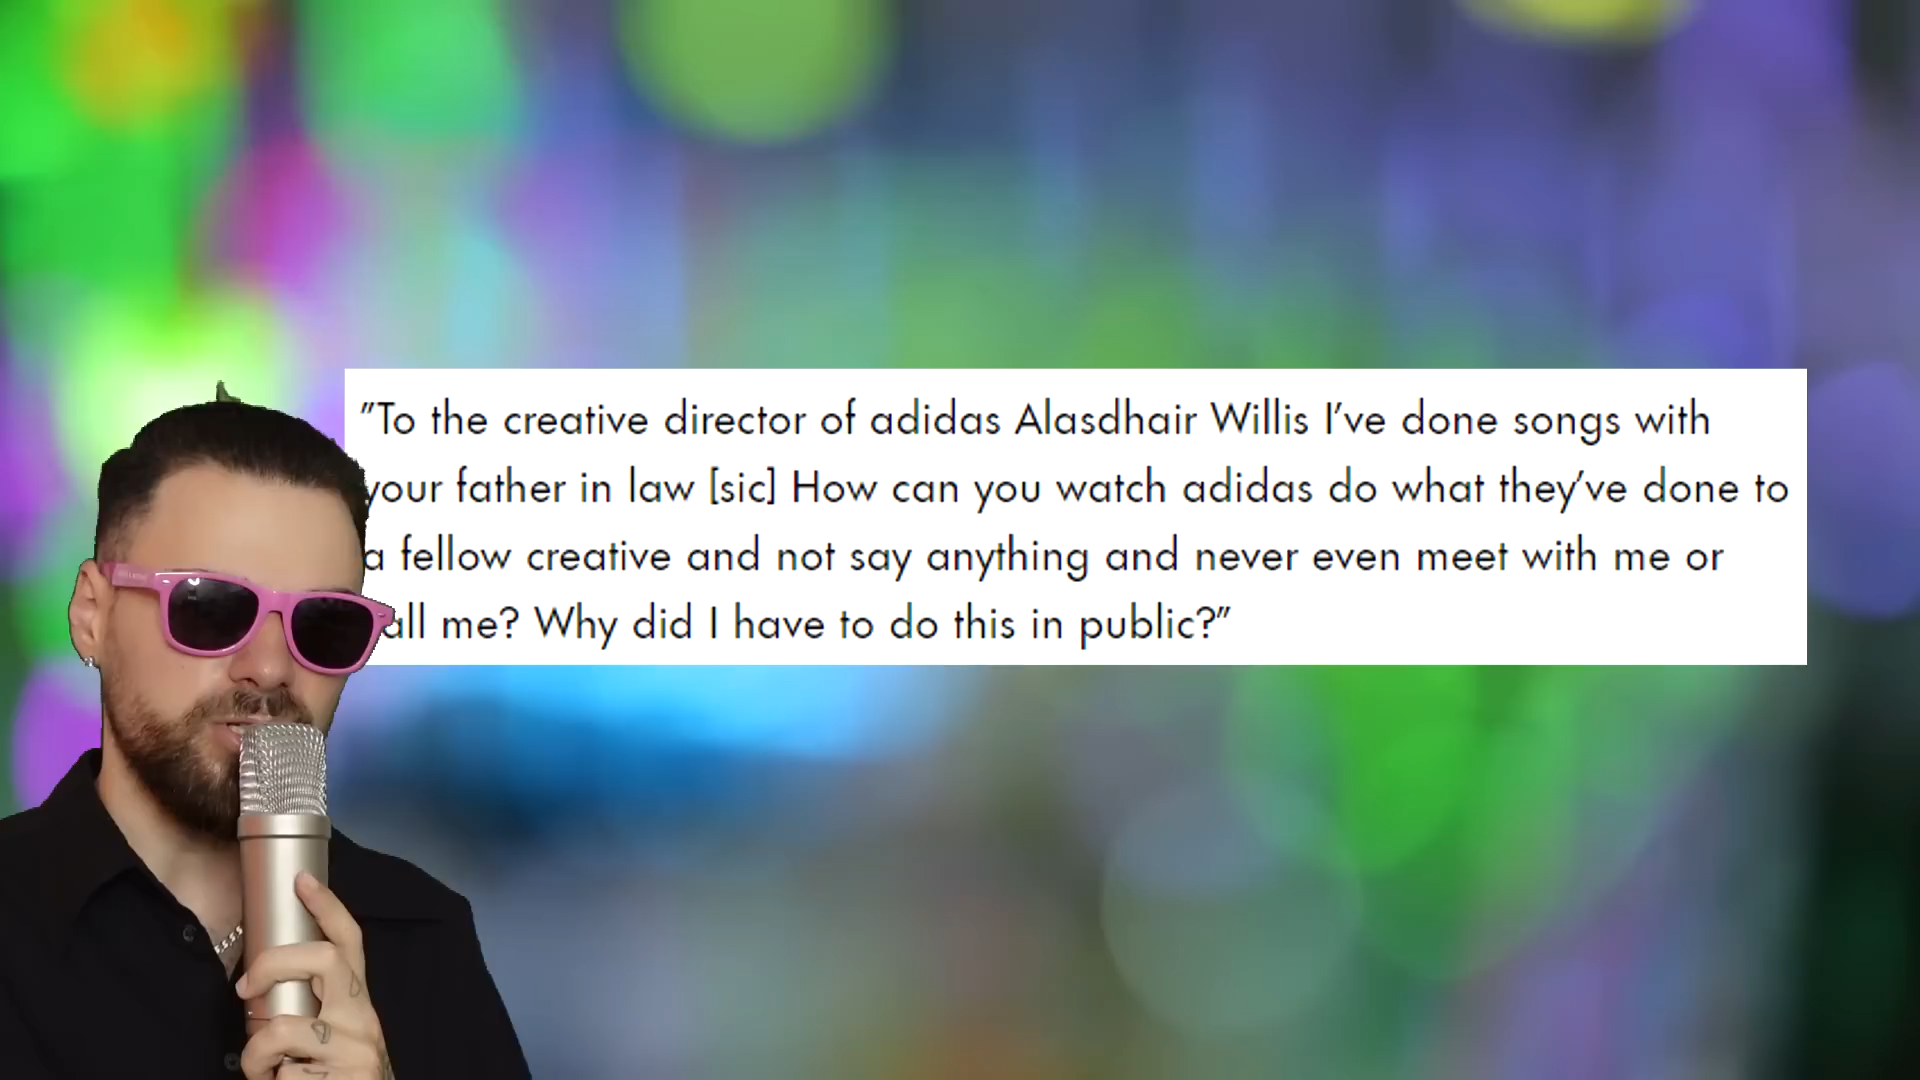 ”To the creative director of adidas Alasdhair Willis I’ve done songs with
your father in law [sic] How can you watch adidas do what they’ve done to
a fellow creative and not say anything and never even meet with me or
call me? Why did I have to do this in public?”